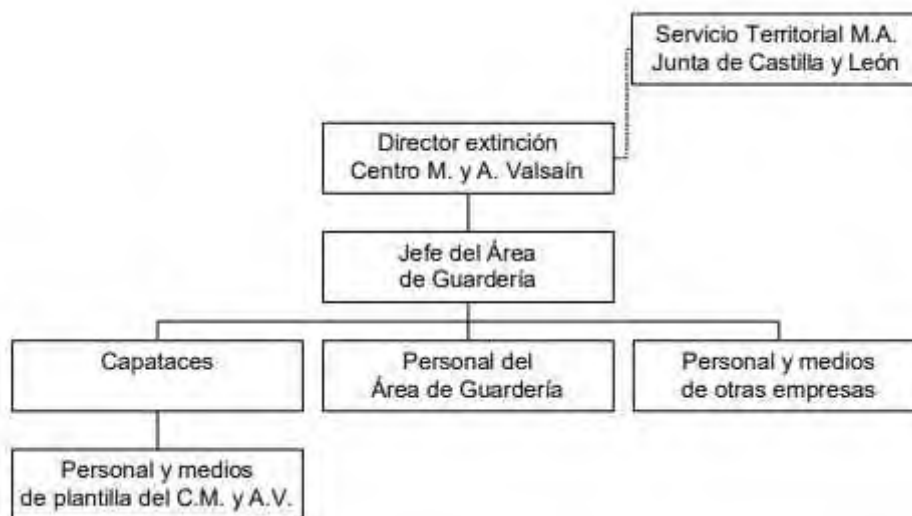 Servicio Territorial M.A.
Junta de Castilla y León
Director extinción
Centro M. y A. Valsaín
Jefe del Área
de Guardería
Capataces
Personal del
Área de Guardería
Personal y medios
de otras empresas
Personal y medios
de plantilla del C.M. y A.V.